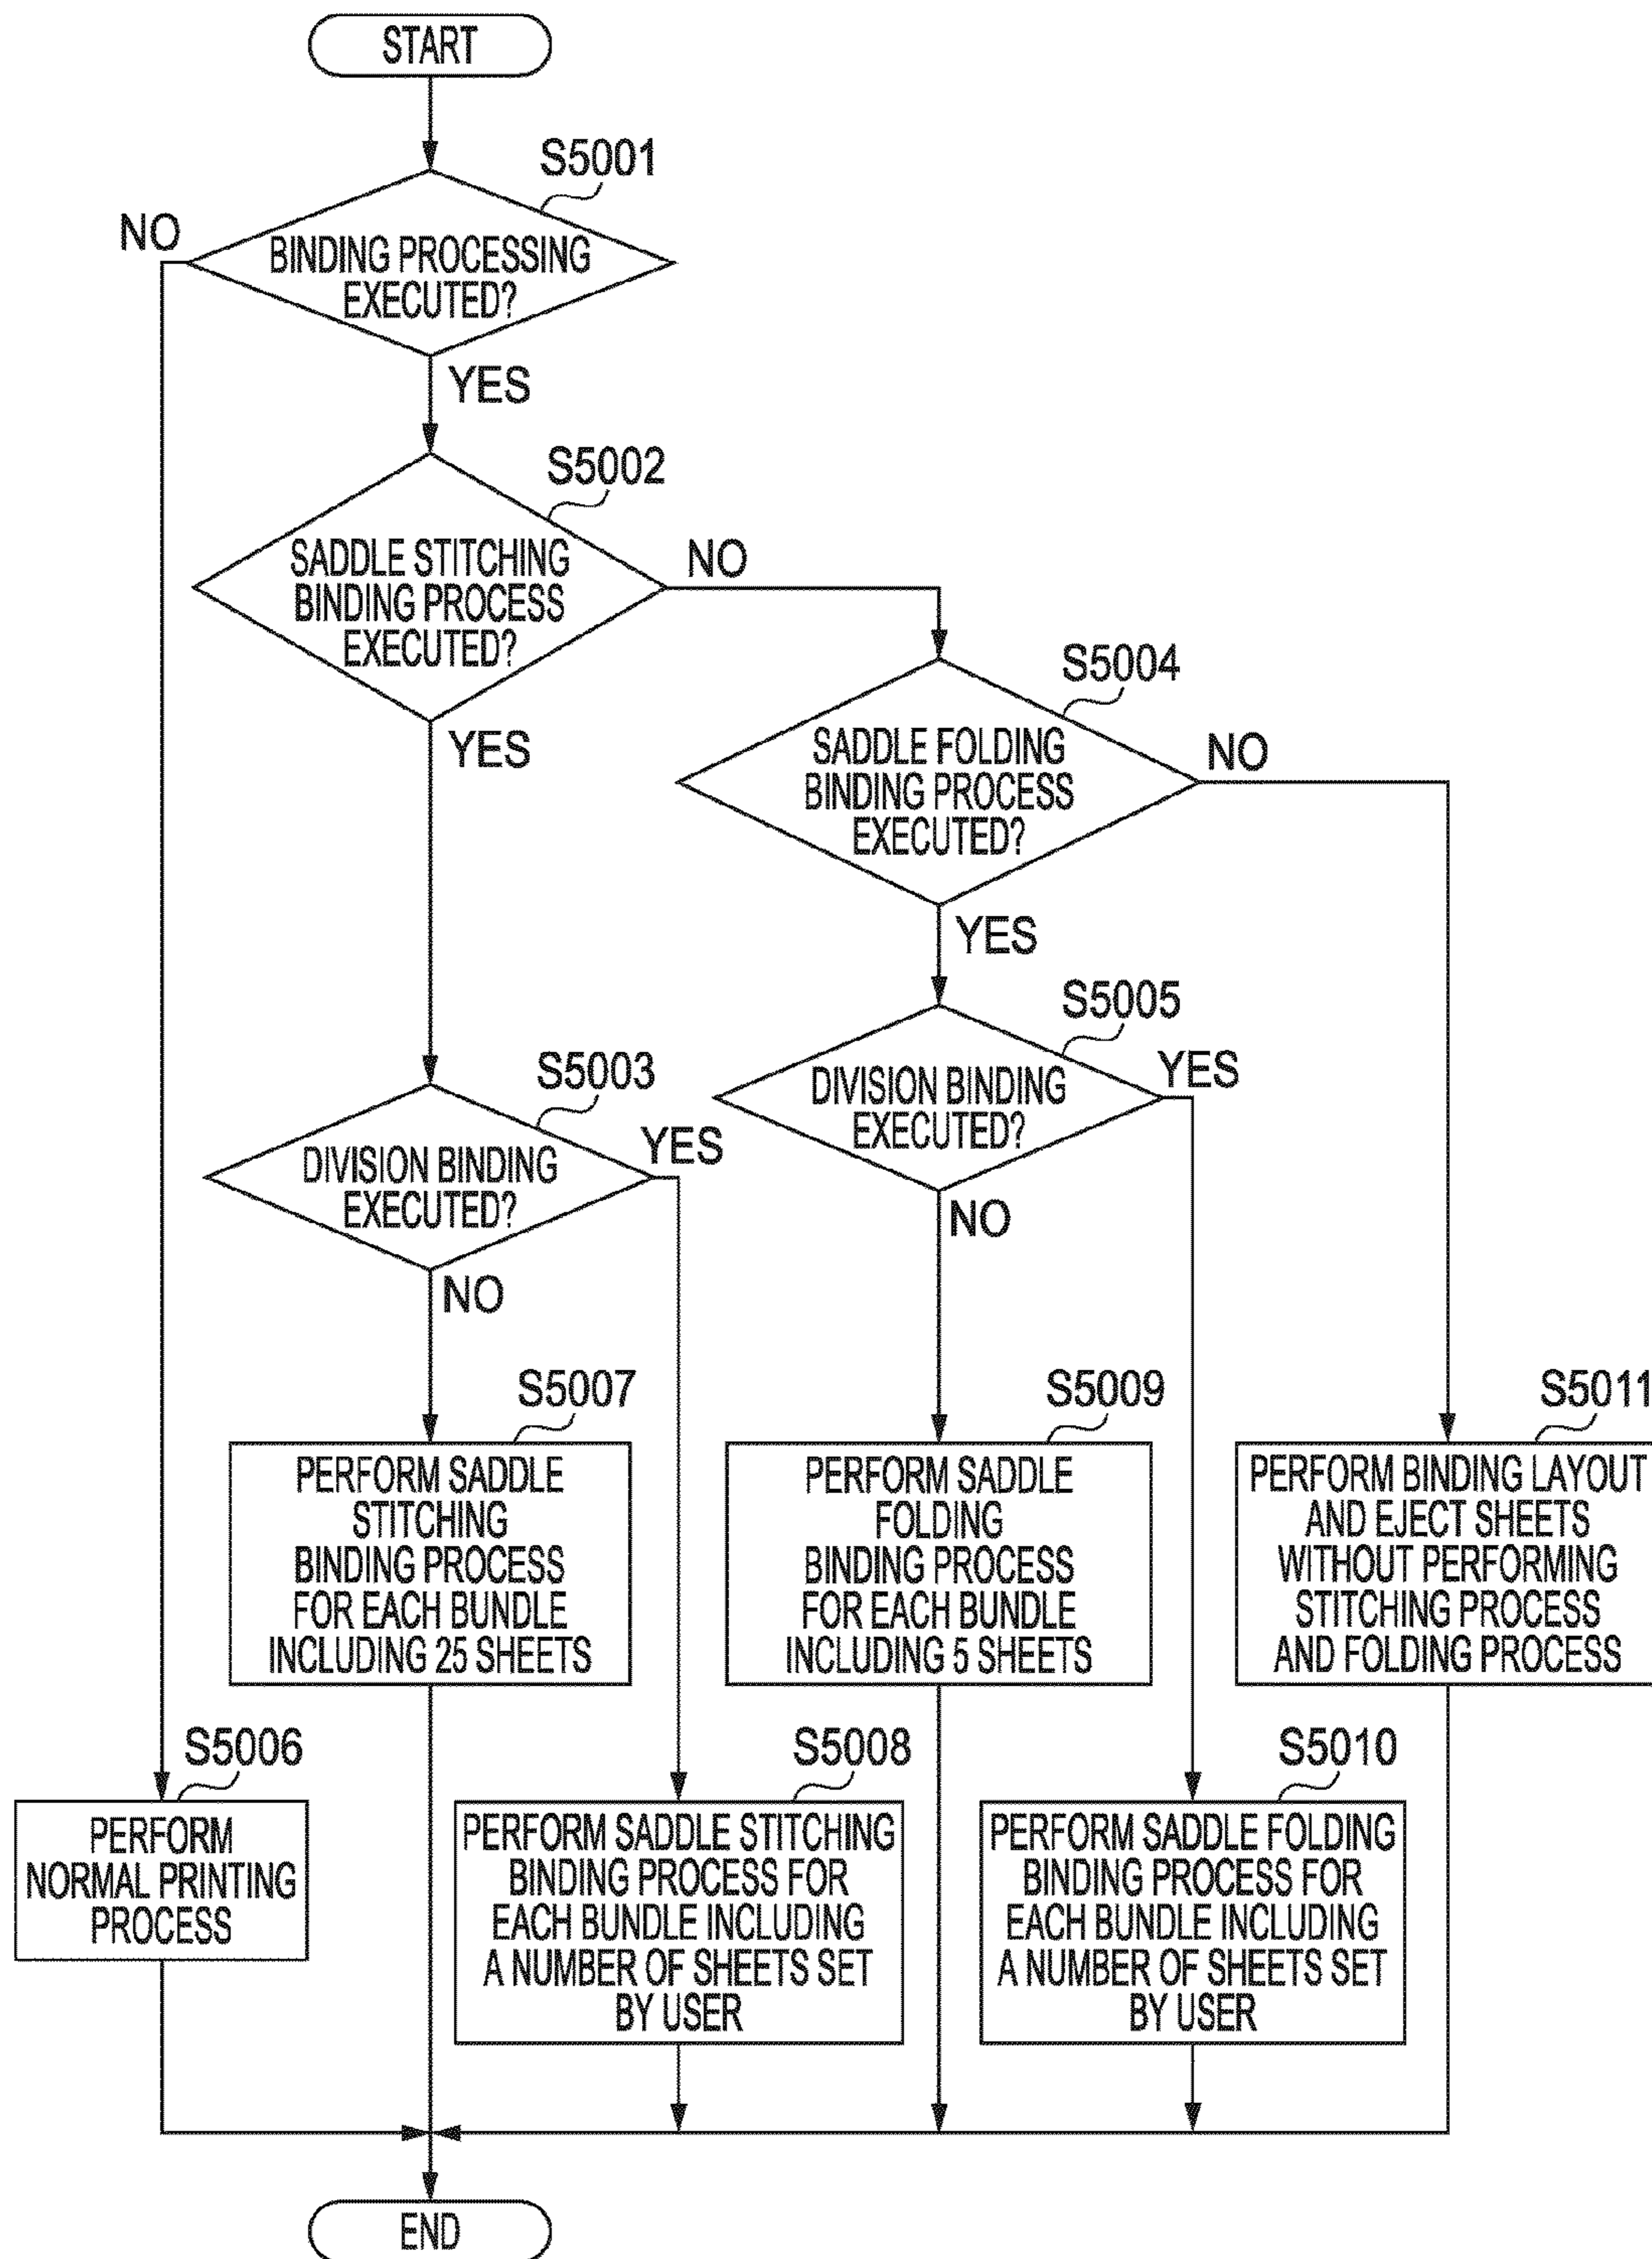 START
S5001
NO
BINDING PROCESSING
EXECUTED?
YES
S5002
SADDLE STITCHING
BINDING PROCESS
EXECUTED?
NO
YES
S5004
SADDLE FOLDING
BINDING PROCESS
EXECUTED?
NO
YES
S5005
DIVISION BINDING
EXECUTED?
YES
NO
S5003
DIVISION BINDING
EXECUTED?
YES
NO
S5007
PERFORM SADDLE
STITCHING
BINDING PROCESS
FOR EACH BUNDLE
INCLUDING 25 SHEETS
S5009
PERFORM SADDLE
FOLDING
BINDING PROCESS
FOR EACH BUNDLE
INCLUDING 5 SHEETS
S5011
PERFORM BINDING LAYOUT
AND EJECT SHEETS
WITHOUT PERFORMING
STITCHING PROCESS
AND FOLDING PROCESS
S5006
PERFORM
NORMAL PRINTING
PROCESS
S5008
PERFORM SADDLE STITCHING
BINDING PROCESS FOR
EACH BUNDLE INCLUDING
A NUMBER OF SHEETS SET
BY USER
S5010
PERFORM SADDLE FOLDING
BINDING PROCESS FOR
EACH BUNDLE INCLUDING
A NUMBER OF SHEETS SET
BY USER
END